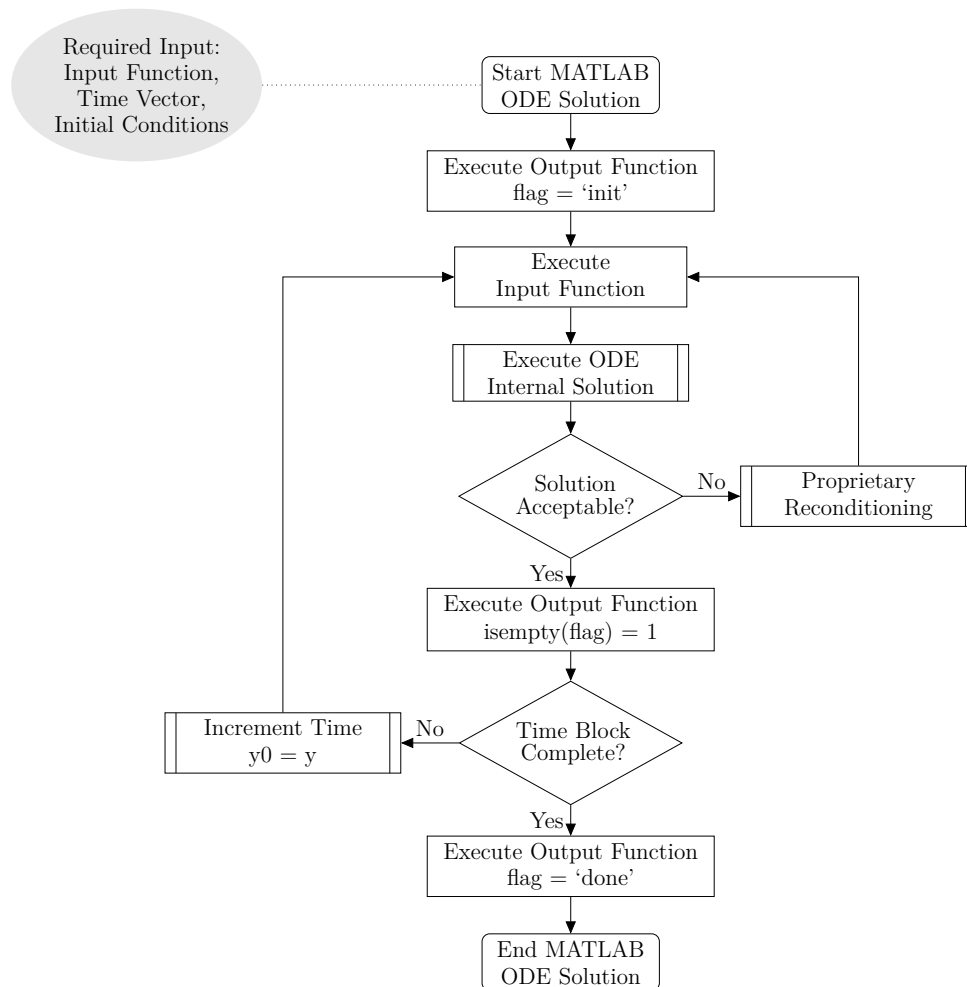 Required Input:
Input Function,
Time Vector,
Initial Conditions
Start MATLAB
ODE Solution
Execute Output Function
flag = ‘init’
Execute
Input Function
Execute ODE
Internal Solution
Solution
Acceptable?
No
Proprietary
Reconditioning
Yes
Execute Output Function
isempty(flag) = 1
Time Block
Complete?
No
Increment Time
y0 = y
Yes
Execute Output Function
flag = ‘done’
End MATLAB
ODE Solution